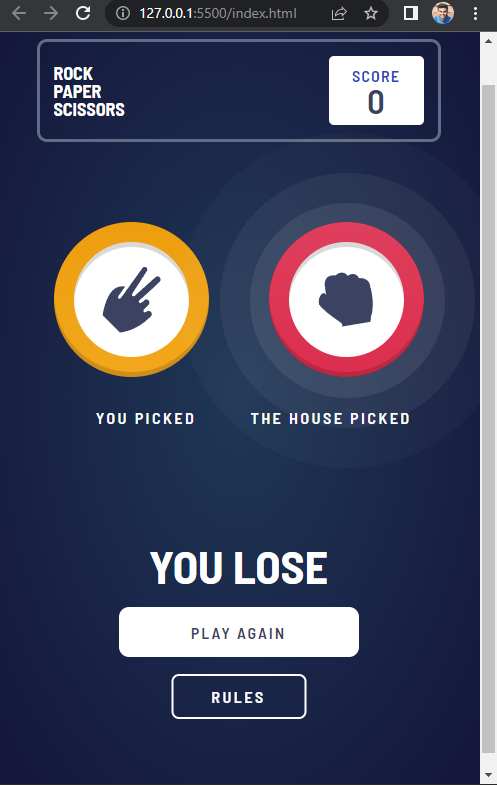 127.0.0.1:5500/index.html
ROCK
PAPER
SCISSORS
SCORE
0
YOU PICKED
THE HOUSE PICKED
YOU LOSE
PLAY AGAIN
RULES